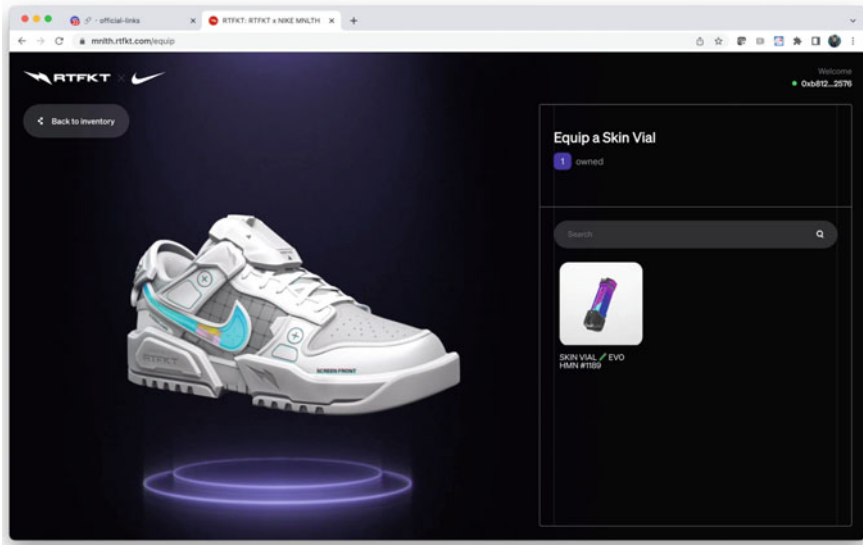 official-links
RTFKT: RTFKT x NIKE MNLTH
mnlth.rtfkt.com/equip
RTFKT
Welcome
0xb812...2576
Back to inventory
Equip a Skin Vial
1 owned
Search
SKIN VIAL / EVO
HMN #1189
RTFKT
SCREEN FRONT